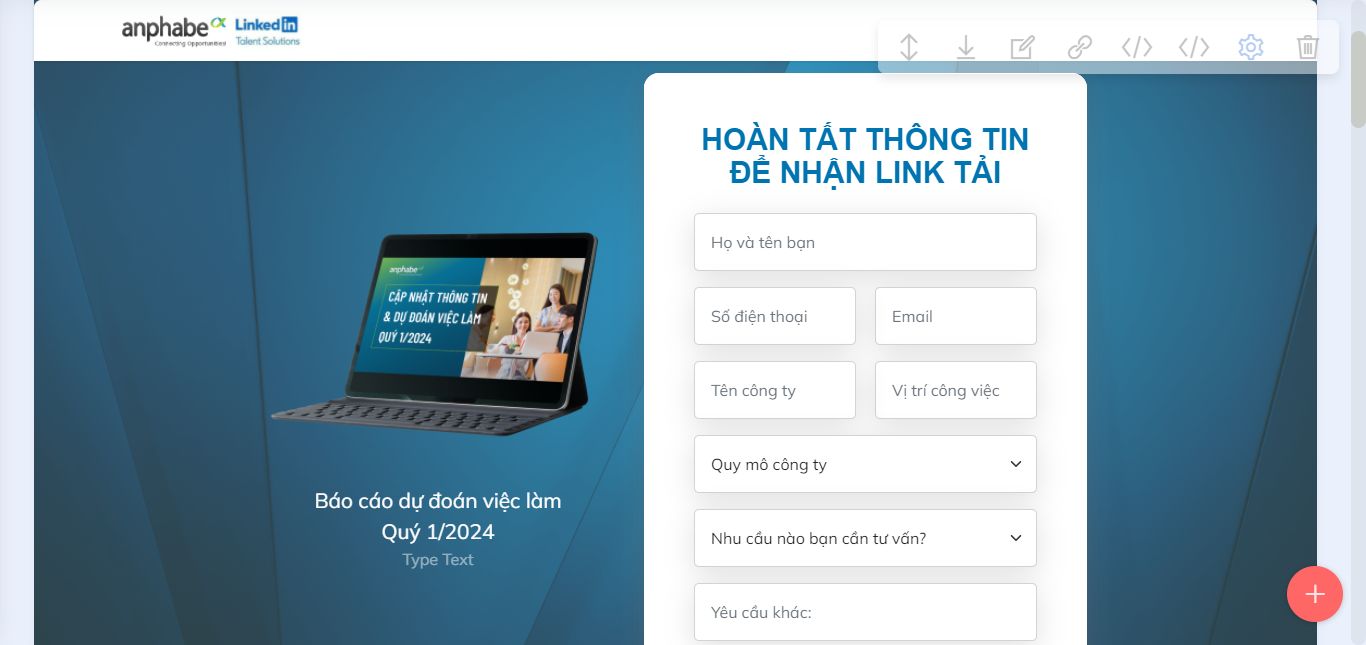 anphabe
Connecting Opportunities
Linked in
Talent Solutions
HOÀN TẤT THÔNG TIN
ĐỂ NHẬN LINK TẢI
Họ và tên bạn
Số điện thoại
Email
Tên công ty
Vị trí công việc
Quy mô công ty
Nhu cầu nào bạn cần tư vấn?
Yêu cầu khác:
anphabe
CẬP NHẬT THÔNG TIN
& DỰ ĐOÁN VIỆC LÀM
QUÝ 1/2024
Báo cáo dự đoán việc làm
Quý 1/2024
Type Text